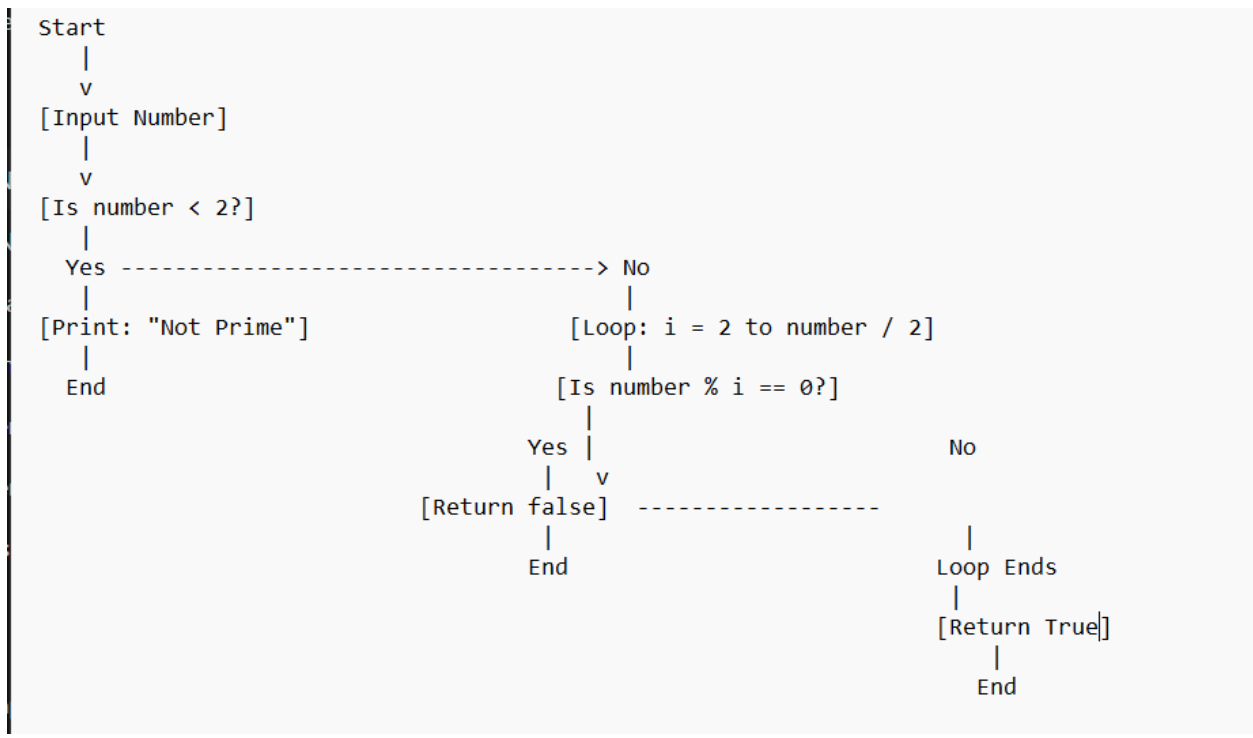 Start
|
v
[Input Number]
|
v
[Is number < 2?]
|
Yes -----------------------------------> No
| |
[Print: "Not Prime"] [Loop: i = 2 to number / 2]
| |
End [Is number % i == 0?]
|
Yes | No
| v
[Return false] ------------------
| |
End Loop Ends
|
[Return True]
|
End